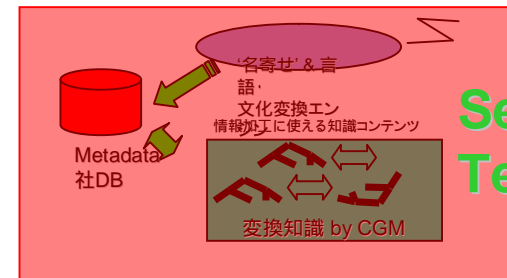 ‘名寄せ’ & 言
語・
文化変換エン
ジン
情報加工に使える知識コンテンツ
Metadata
社DB
変換知識 by CGM
Se
Te